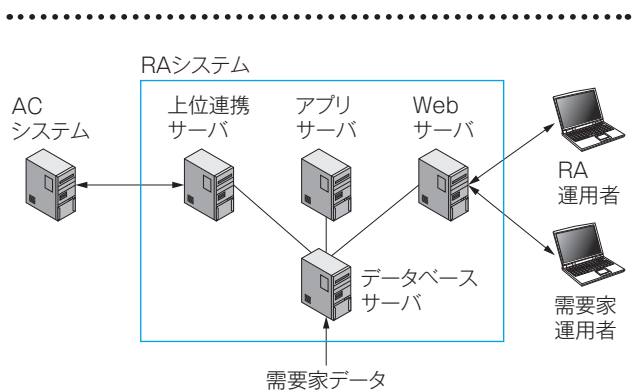 RAシステム
AC
システム
上位連携
サーバ
アプリ
サーバ
Web
サーバ
RA
運用者
データベース
サーバ
需要家
運用者
需要家データ